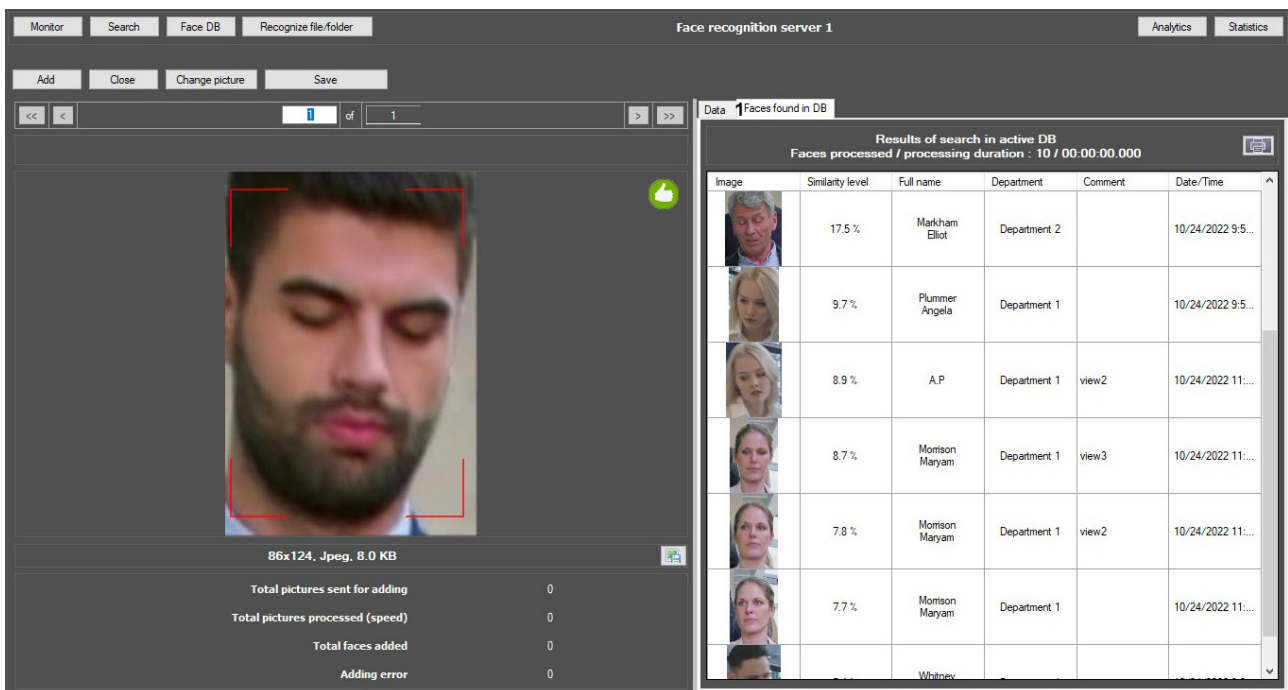 Monitor
Search
Face DB
Recognize file/folder
Face recognition server 1
Analytics
Statistics
Add
Close
Change picture
Save
<<
<
1
of
1
>
>>
Data
1
Faces found in DB
Results of search in active DB
Faces processed / processing duration : 10 / 00:00:00.000
Image
Similarity level
Full name
Department
Comment
Date/Time
17.5 %
Markham
Elliot
Department 2
10/24/2022 9:5...
9.7 %
Plummer
Angela
Department 1
10/24/2022 9:5...
8.9 %
A.P
Department 1
view2
10/24/2022 11:...
8.7 %
Morrison
Maryam
Department 1
view3
10/24/2022 11:...
7.8 %
Morrison
Maryam
Department 1
view2
10/24/2022 11:...
7.7 %
Morrison
Maryam
Department 1
10/24/2022 11:...
Whitney
86x124, Jpeg, 8.0 KB
Total pictures sent for adding
0
Total pictures processed (speed)
0
Total faces added
0
Adding error
0